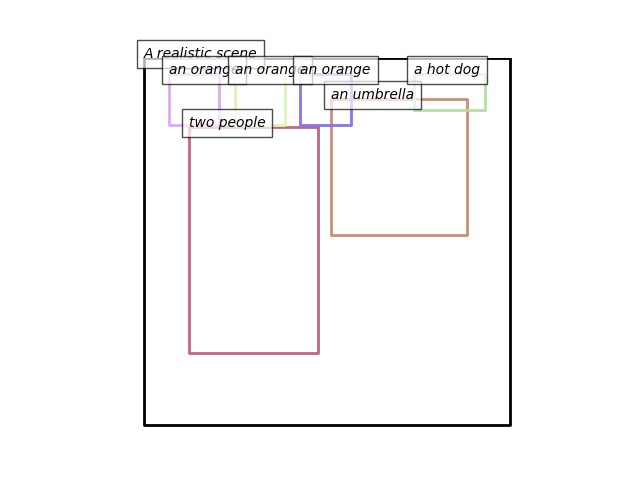 A realistic scene
an orange
an orange
an orange
a hot dog
an umbrella
two people